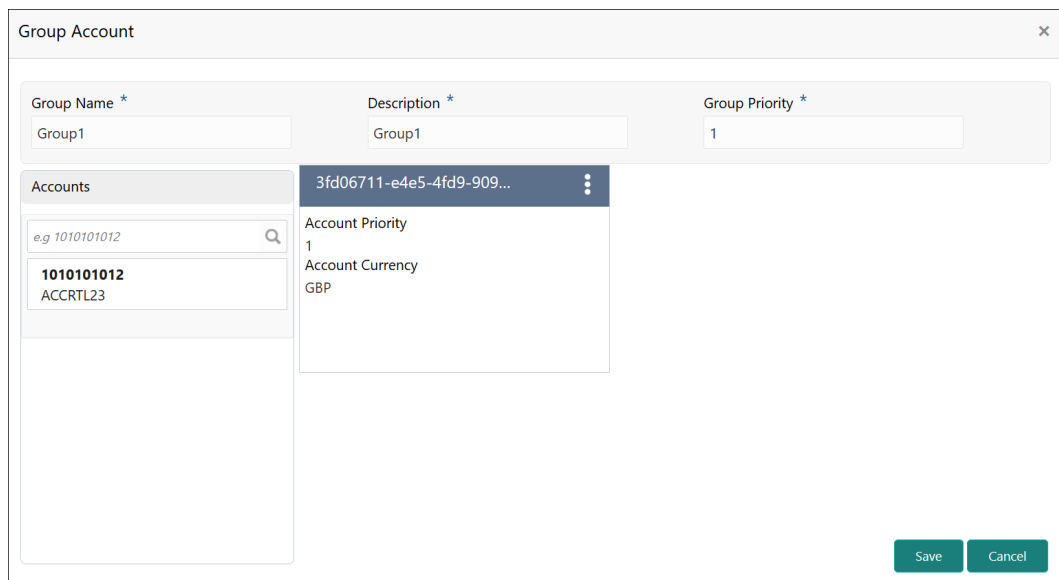 Group Account ×
Group Name * Description * Group Priority *
Group1 Group1 1
Accounts
e.g 1010101012
1010101012
ACCRTL23
3fd06711-e4e5-4fd9-909...
Account Priority
1
Account Currency
GBP
Save Cancel